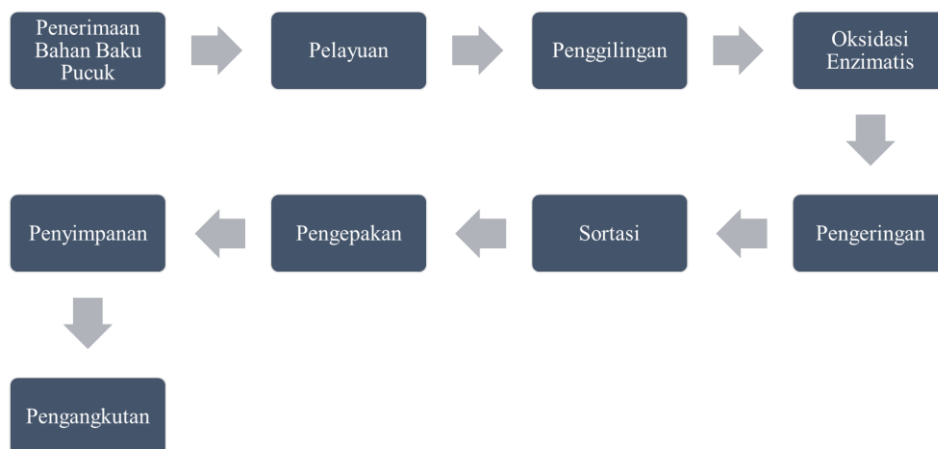 Penerimaan
Bahan Baku
Pucuk
Pelayuan
Penggilingan
Oksidasi
Enzimatis
Pengeringan
Sortasi
Pengepakan
Penyimpanan
Pengangkutan